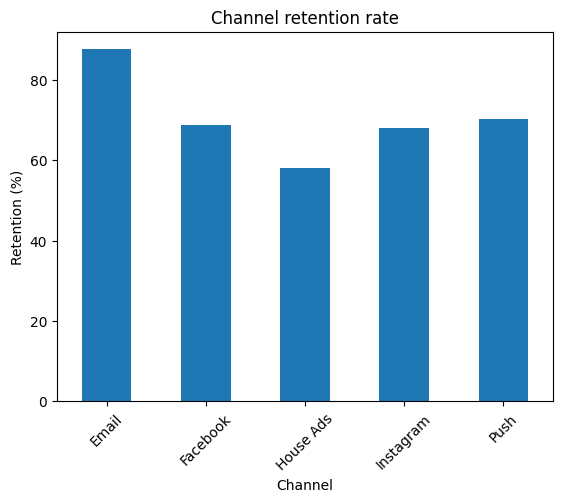 Channel retention rate
Retention (%)
80
60
40
20
0
Email
Facebook
House Ads
Instagram
Push
Channel